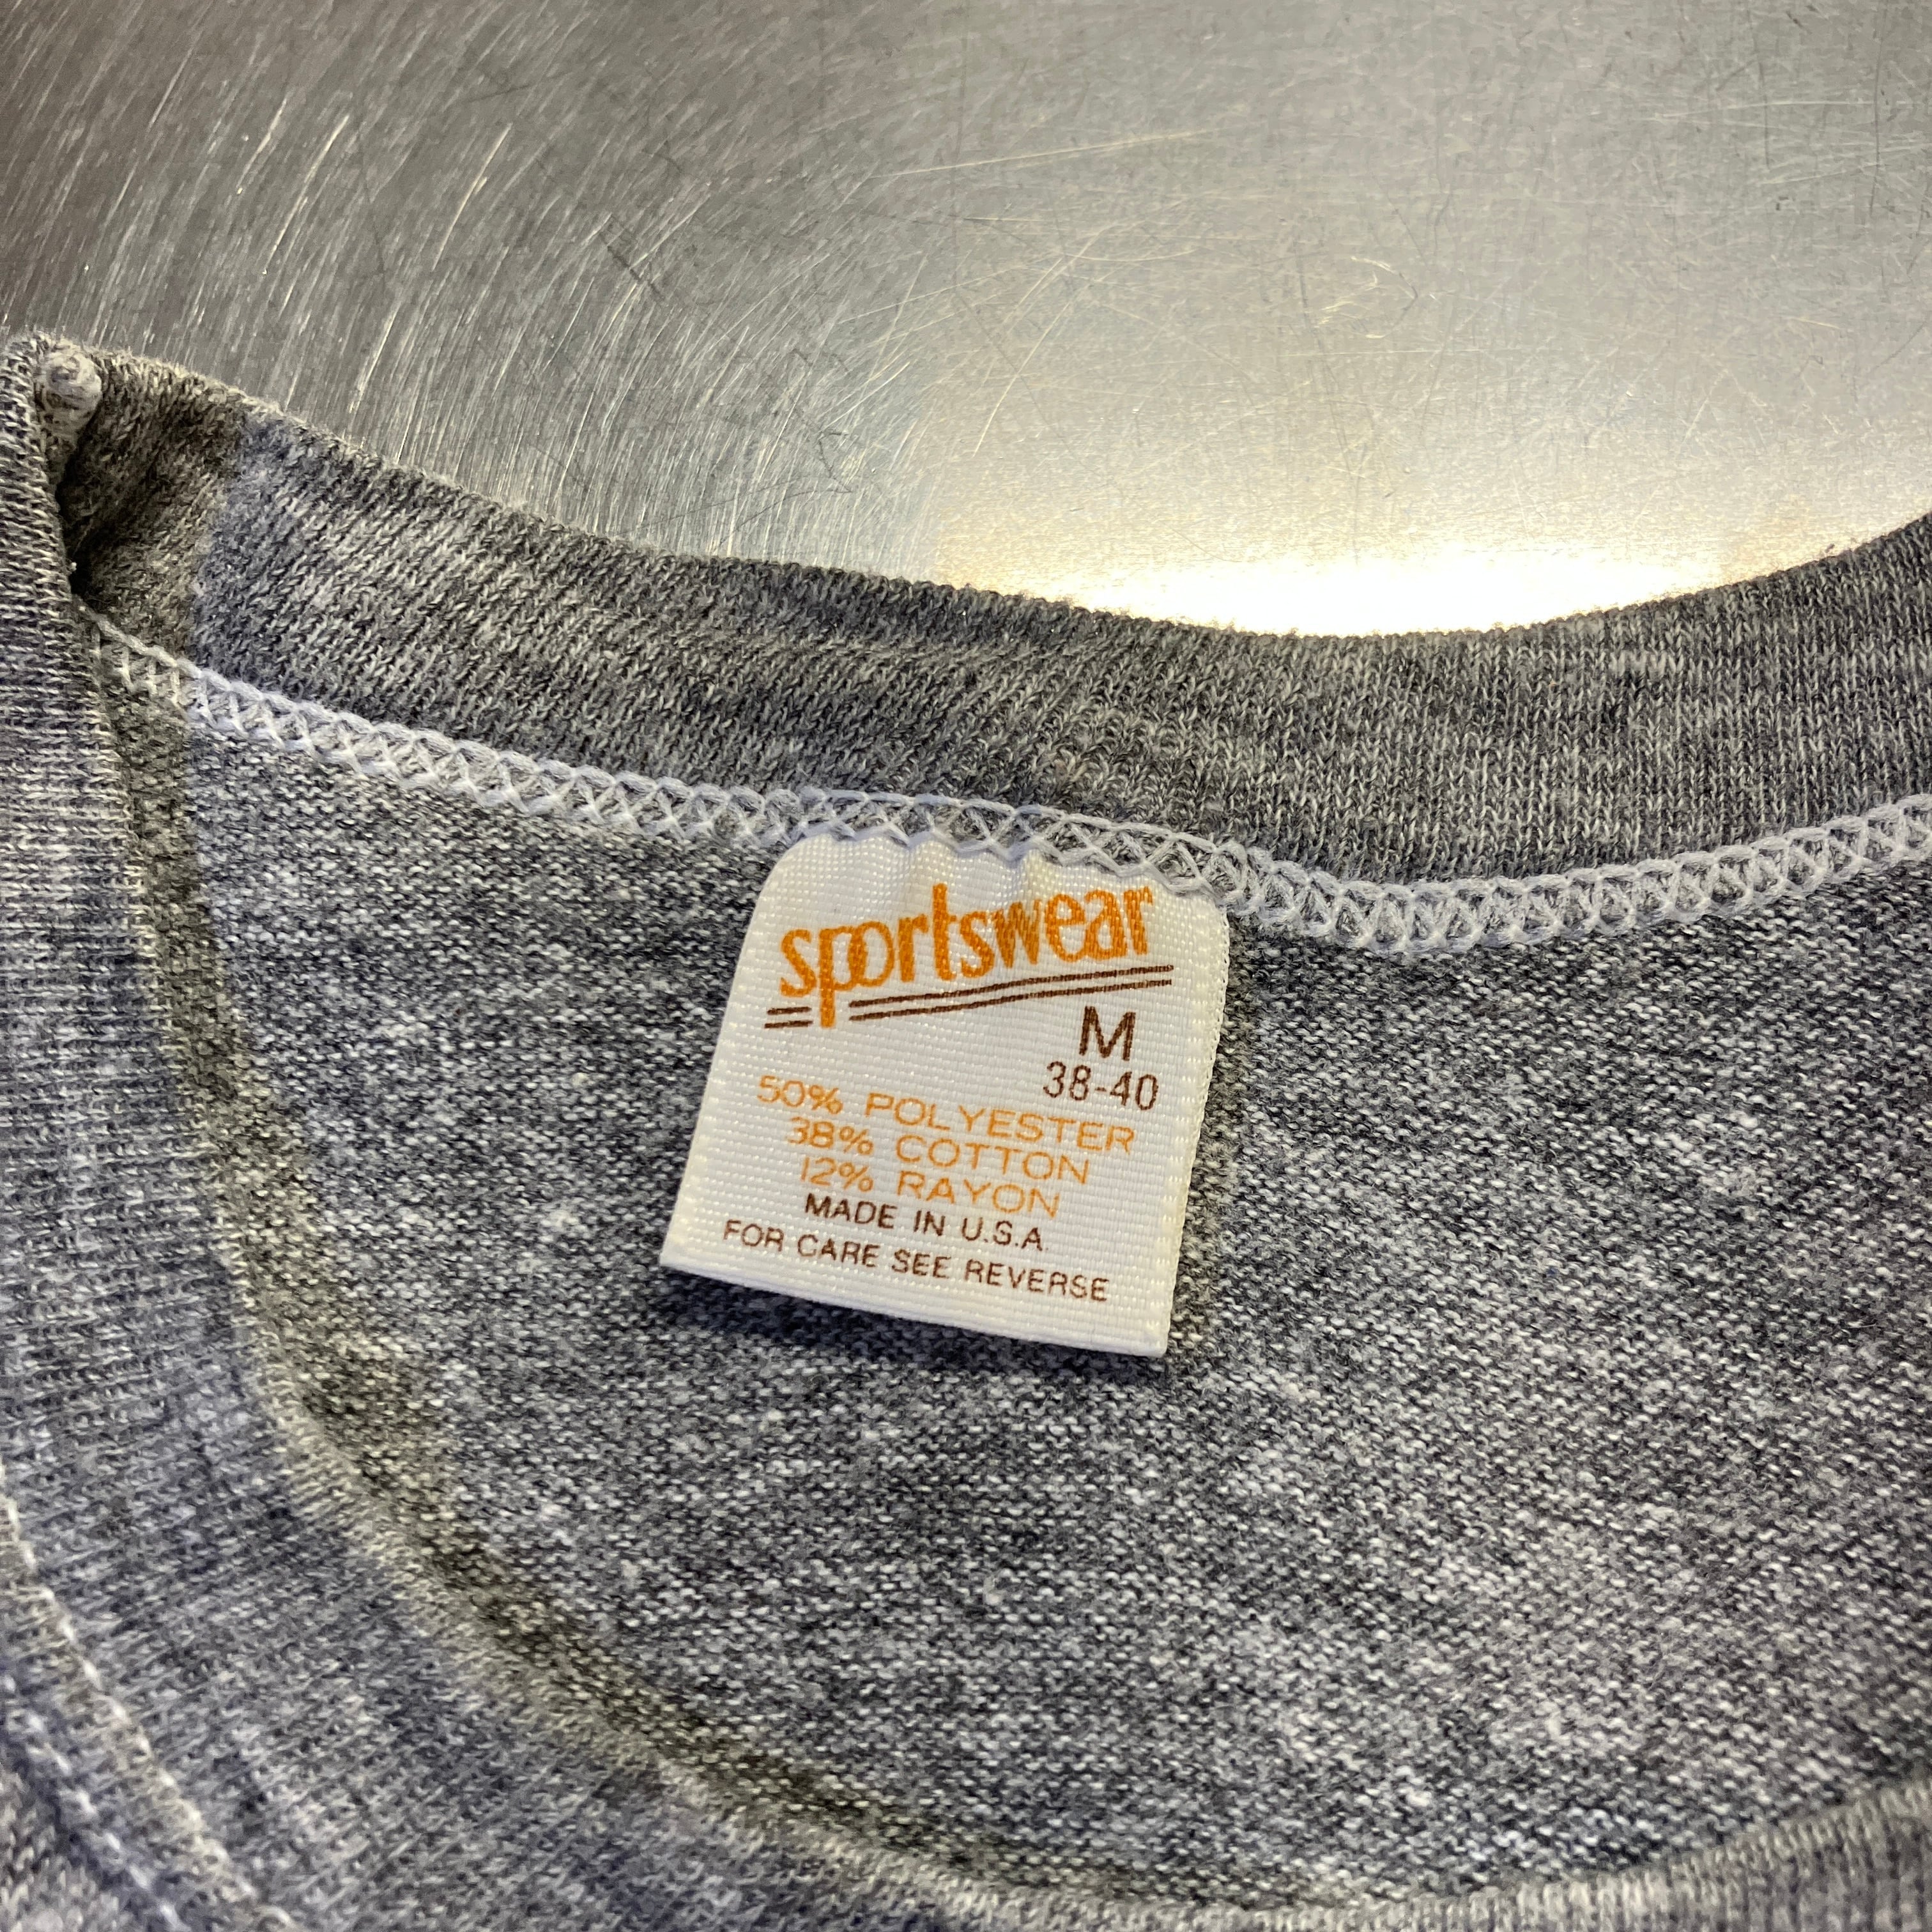 sportswear
M
38-40
50% POLYESTER
38% COTTON
12% RAYON
MADE IN U.S.A.
FOR CARE SEE REVERSE